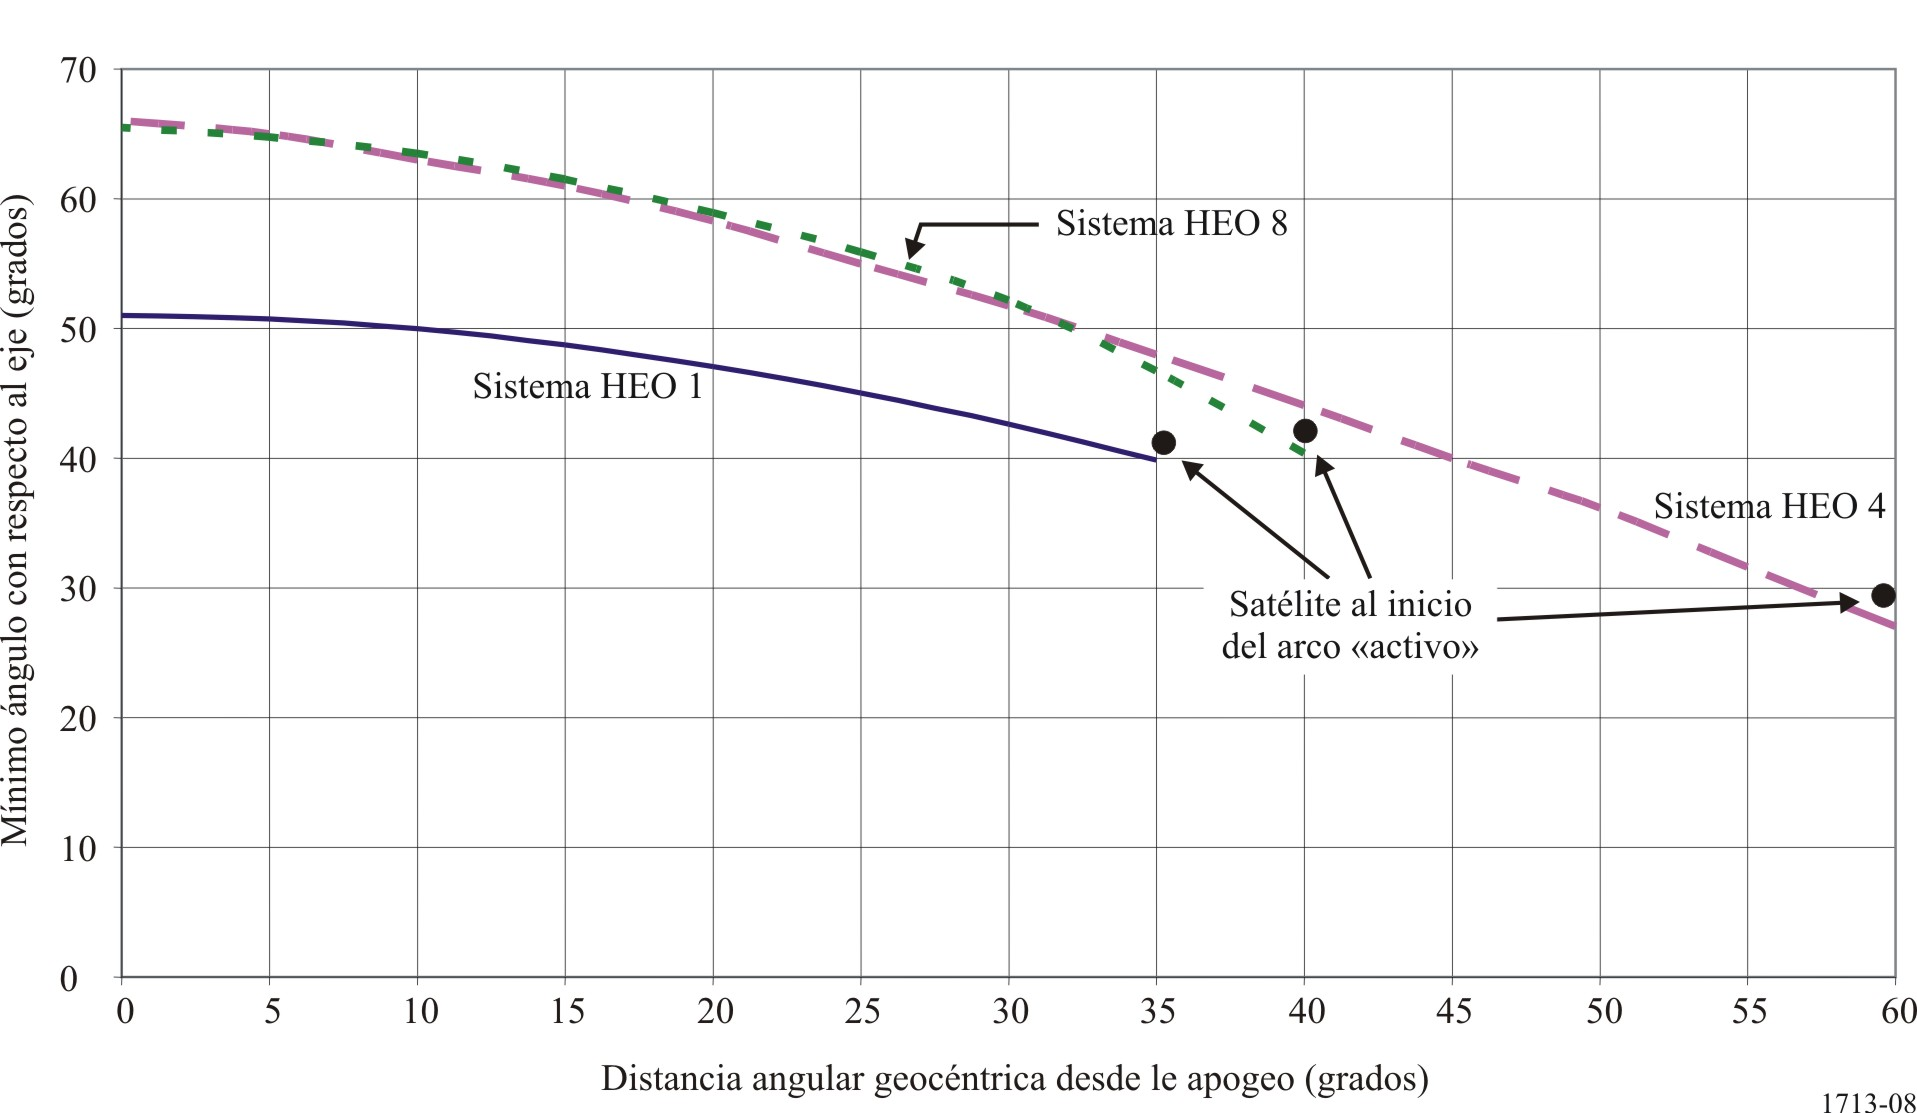 70
60
50
40
30
20
10
0
Mínimo ángulo con respecto al eje (grados)
Sistema HEO 8
Sistema HEO 1
Sistema HEO 4
Satélite al inicio
del arco «activo»
0 5 10 15 20 25 30 35 40 45 50 55 60
Distancia angular geocéntrica desde le apogeo (grados)
1713-08